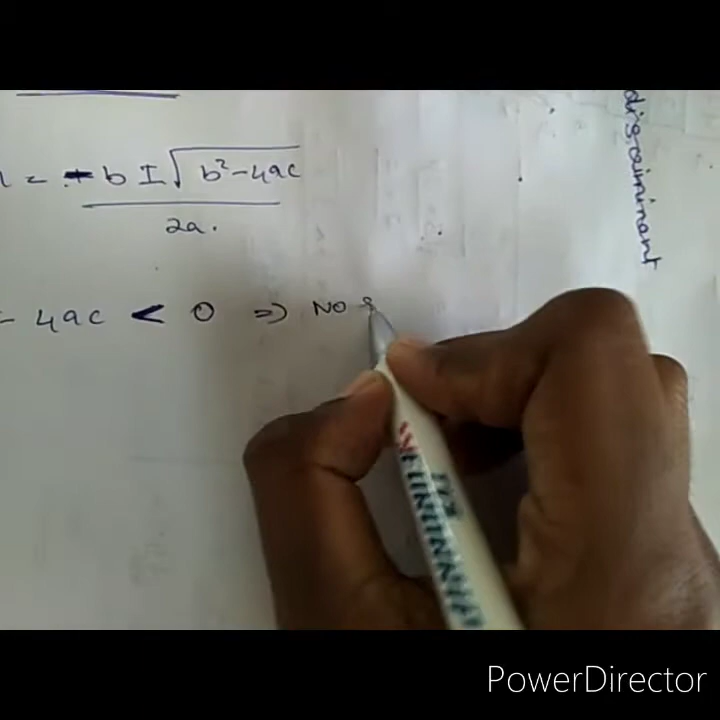 = -b ± √b²-4ac
2a.
- 4ac < 0 ⇒ NO
discriminant
PowerDirector